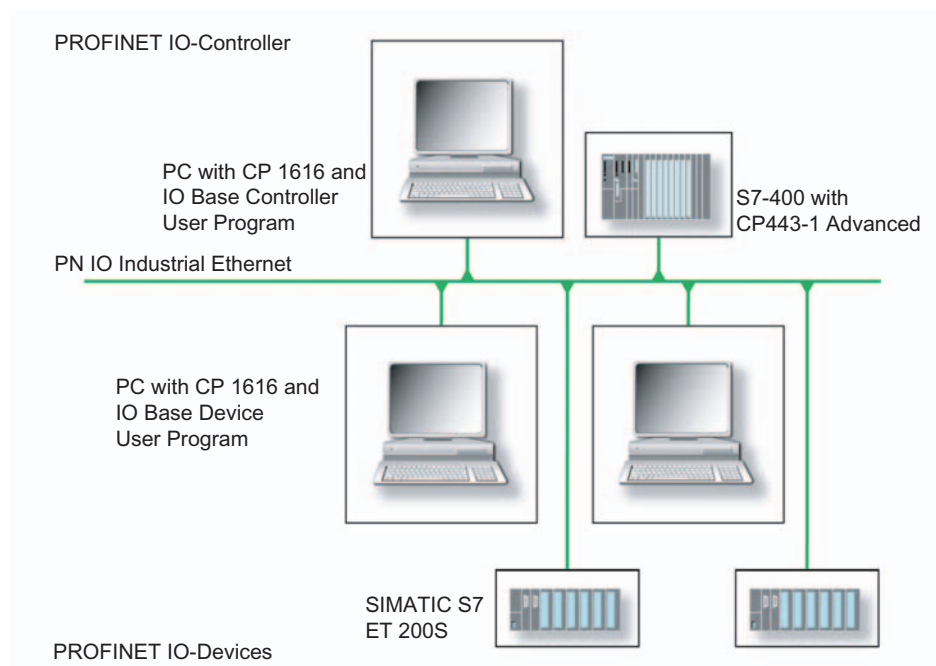 PROFINET IO-Controller
PC with CP 1616 and
IO Base Controller
User Program
S7-400 with
CP443-1 Advanced
PN IO Industrial Ethernet
PC with CP 1616 and
IO Base Device
User Program
SIMATIC S7
ET 200S
PROFINET IO-Devices